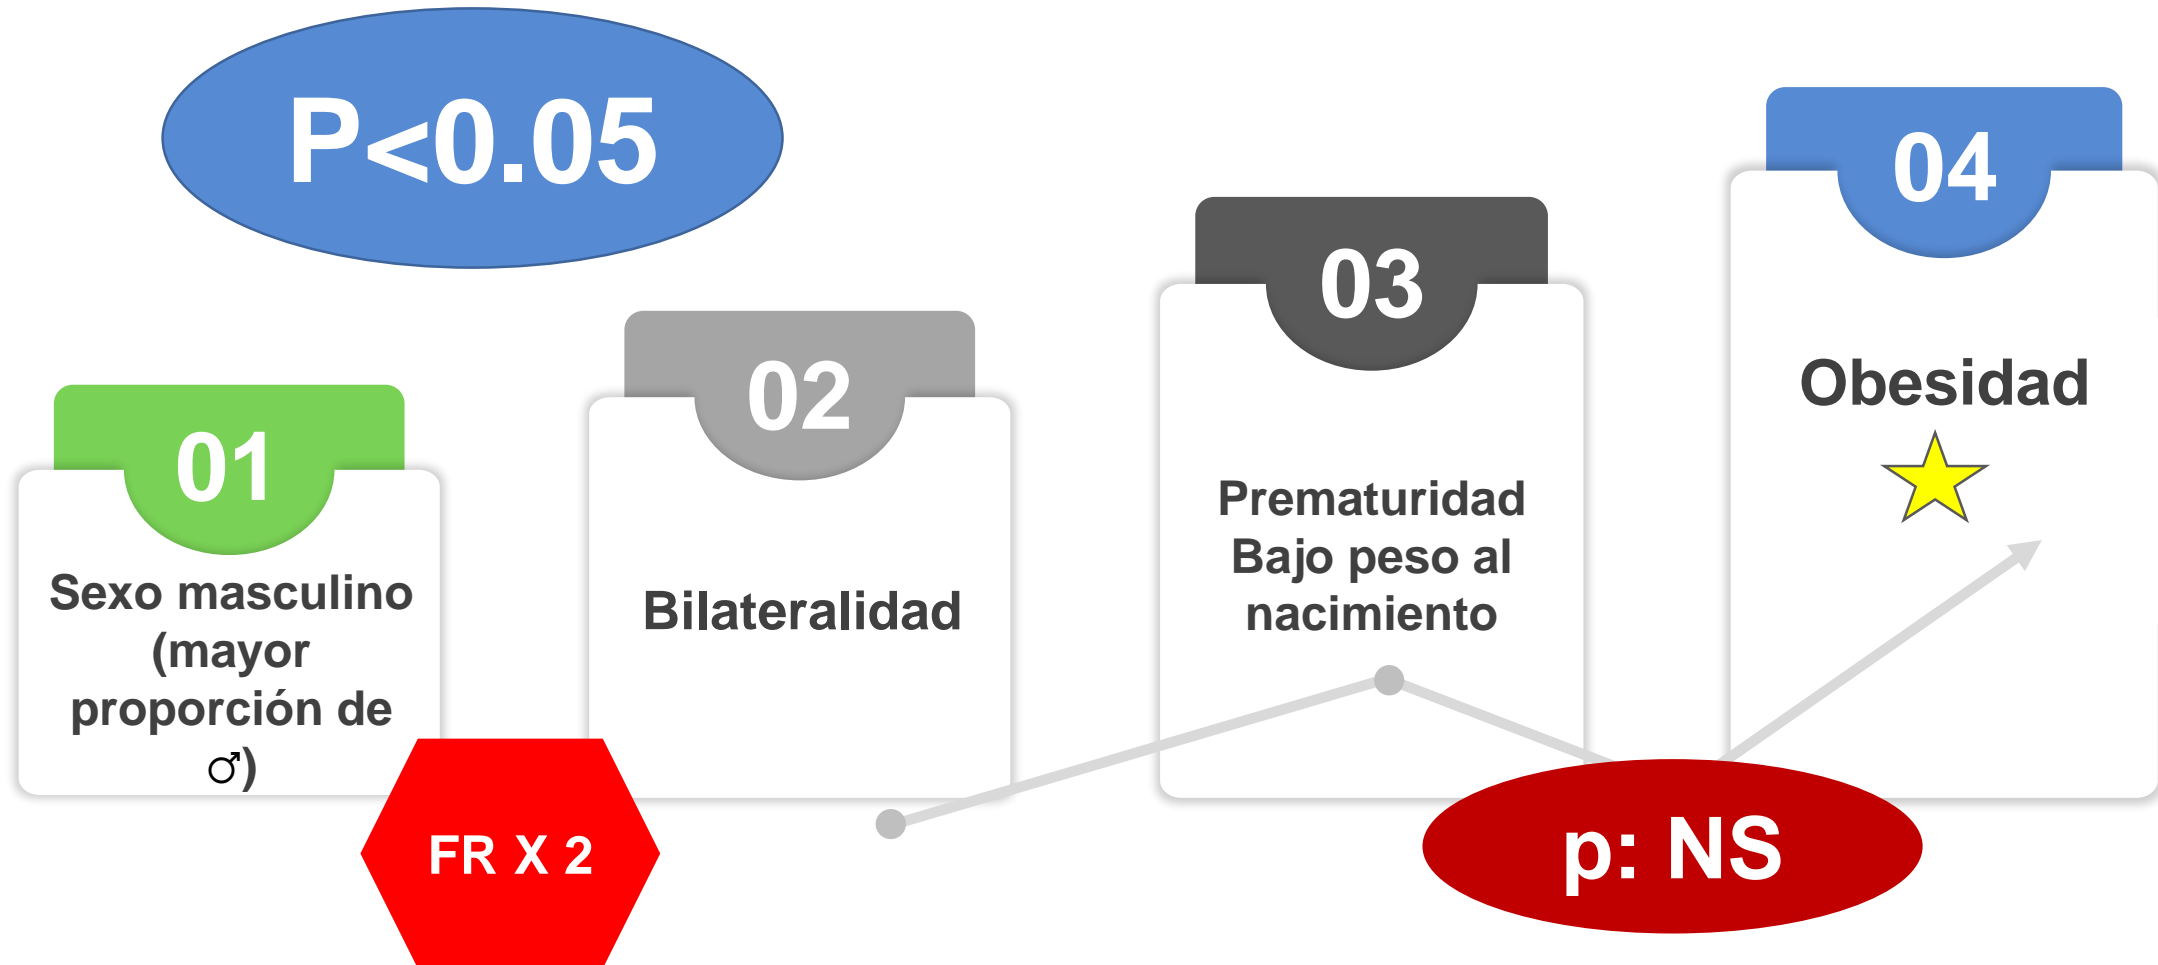 P<0.05
01
Sexo masculino
(mayor
proporción de
♂)
FR X 2
02
Bilateralidad
03
Prematuridad
Bajo peso al
nacimiento
04
Obesidad
p: NS